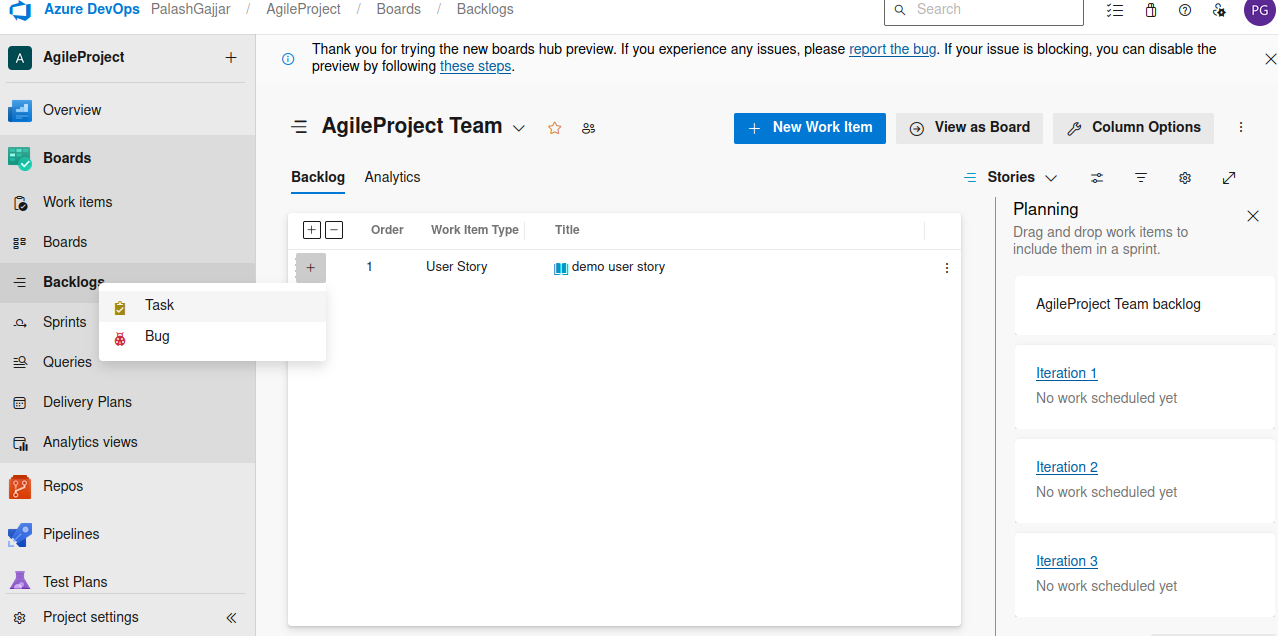 Azure DevOps PalashGajjar / AgileProject / Boards / Backlogs
Search
PG
A AgileProject
Overview
Boards
Work items
Boards
Backlogs
Sprints
Queries
Delivery Plans
Analytics views
Repos
Pipelines
Test Plans
Project settings
Task
Bug
Thank you for trying the new boards hub preview. If you experience any issues, please report the bug. If your issue is blocking, you can disable the
preview by following these steps.
AgileProject Team
New Work Item
View as Board
Column Options
Backlog Analytics
Stories
Order Work Item Type Title
1 User Story demo user story
Planning
Drag and drop work items to
include them in a sprint.
AgileProject Team backlog
Iteration 1
No work scheduled yet
Iteration 2
No work scheduled yet
Iteration 3
No work scheduled yet